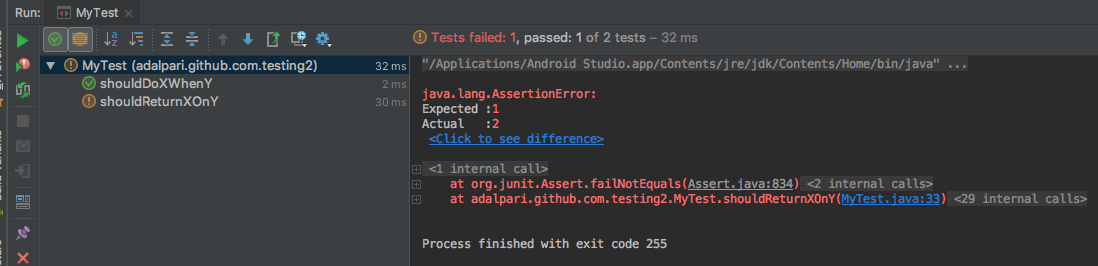 Run: MyTest
Tests failed: 1, passed: 1 of 2 tests – 32 ms
MyTest (adalpari.github.com.testing2) 32 ms
shouldDoXWhenY 2 ms
shouldReturnXOnY 30 ms
"/Applications/Android Studio.app/Contents/jre/jdk/Contents/Home/bin/java" ...
java.lang.AssertionError:
Expected :1
Actual   :2
<Click to see difference>
<1 internal call>
at org.junit.Assert.failNotEquals(Assert.java:834) <2 internal calls>
at adalpari.github.com.testing2.MyTest.shouldReturnXOnY(MyTest.java:33) <29 internal calls>
Process finished with exit code 255